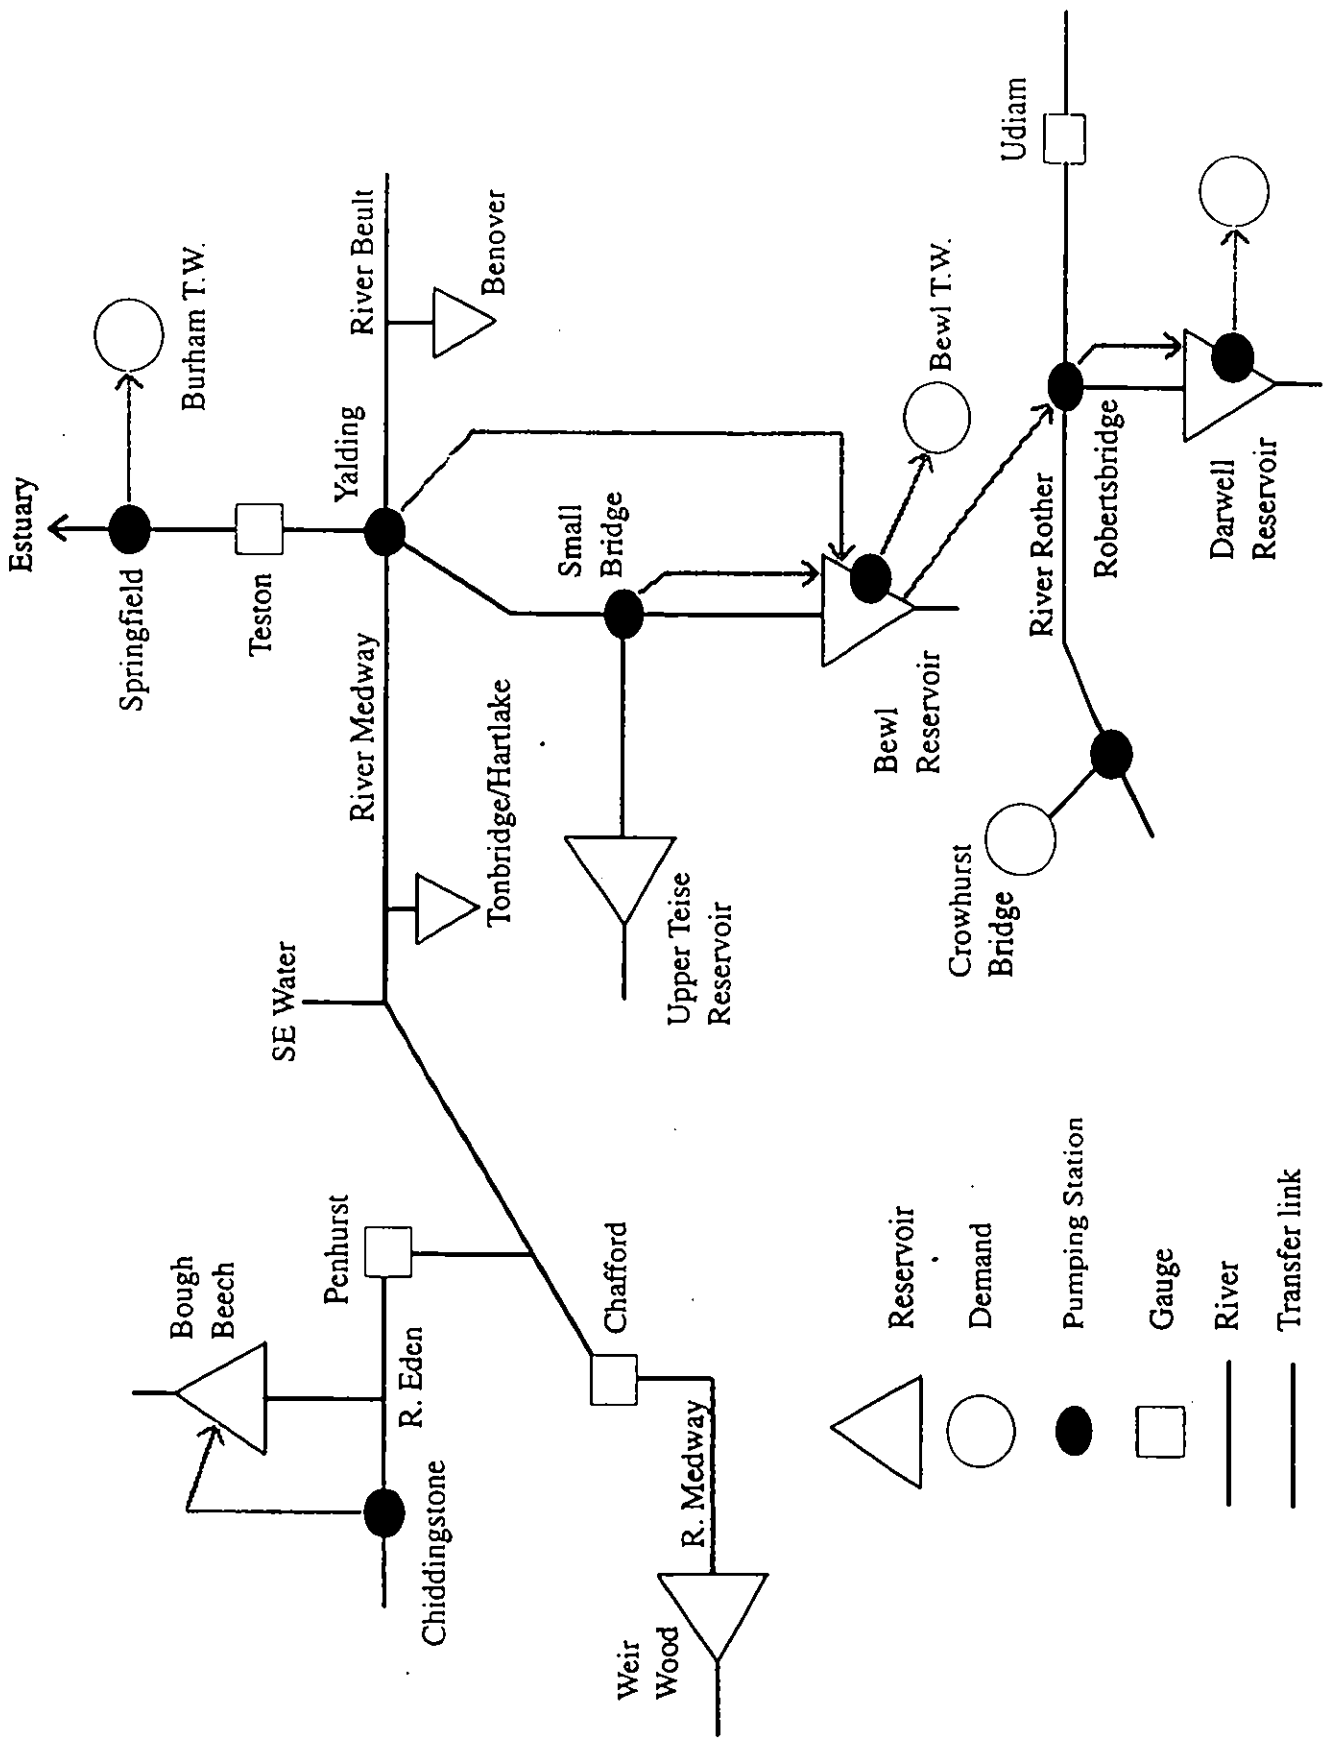 Estuary
Springfield
Burham T.W.
Teston
Yalding
River Beult
Benover
River Medway
SE Water
Tonbridge/Hartlake
Small
Bridge
Upper Teise
Reservoir
Bewl
Reservoir
Bewl T.W.
Udiam
River Rother
Robertsbridge
Darwell
Reservoir
Crowhurst
Bridge
Bough
Beech
Penhurst
R. Eden
Chiddingstone
Chafford
R. Medway
Weir
Wood
Reservoir
Demand
Pumping Station
Gauge
River
Transfer link